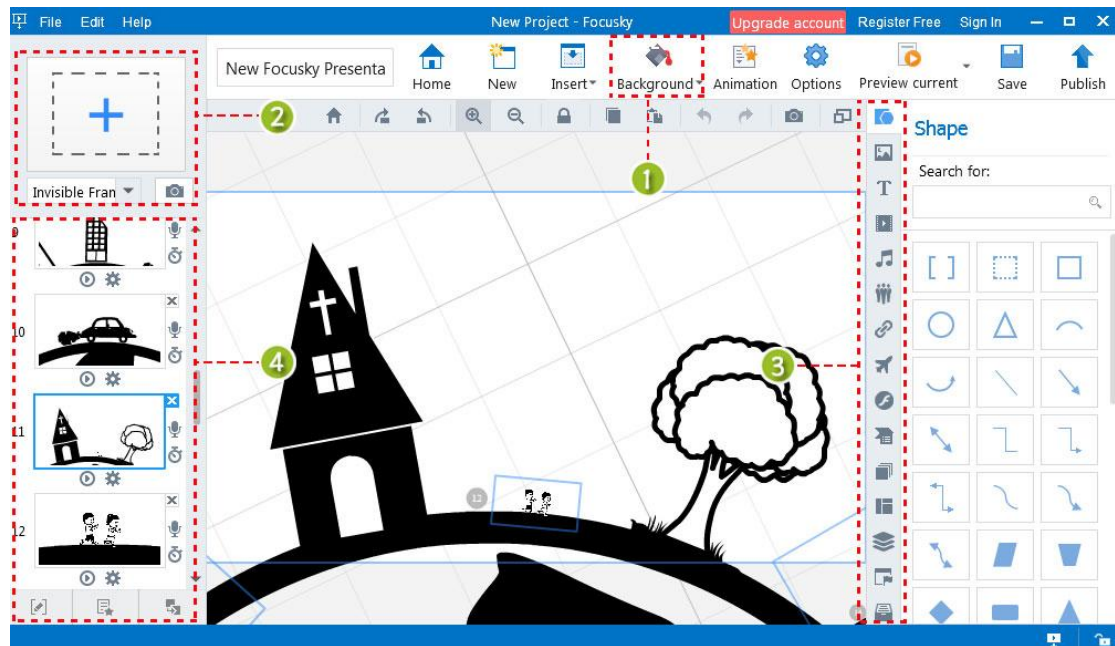 File Edit Help New Project - Focusky Upgrade account Register Free Sign In
New Focusky Presenta Home New Insert Background Animation Options Preview current Save Publish
2
1
Shape
Search for:
Invisible Fran
T
9
10
3
4
11
12
12